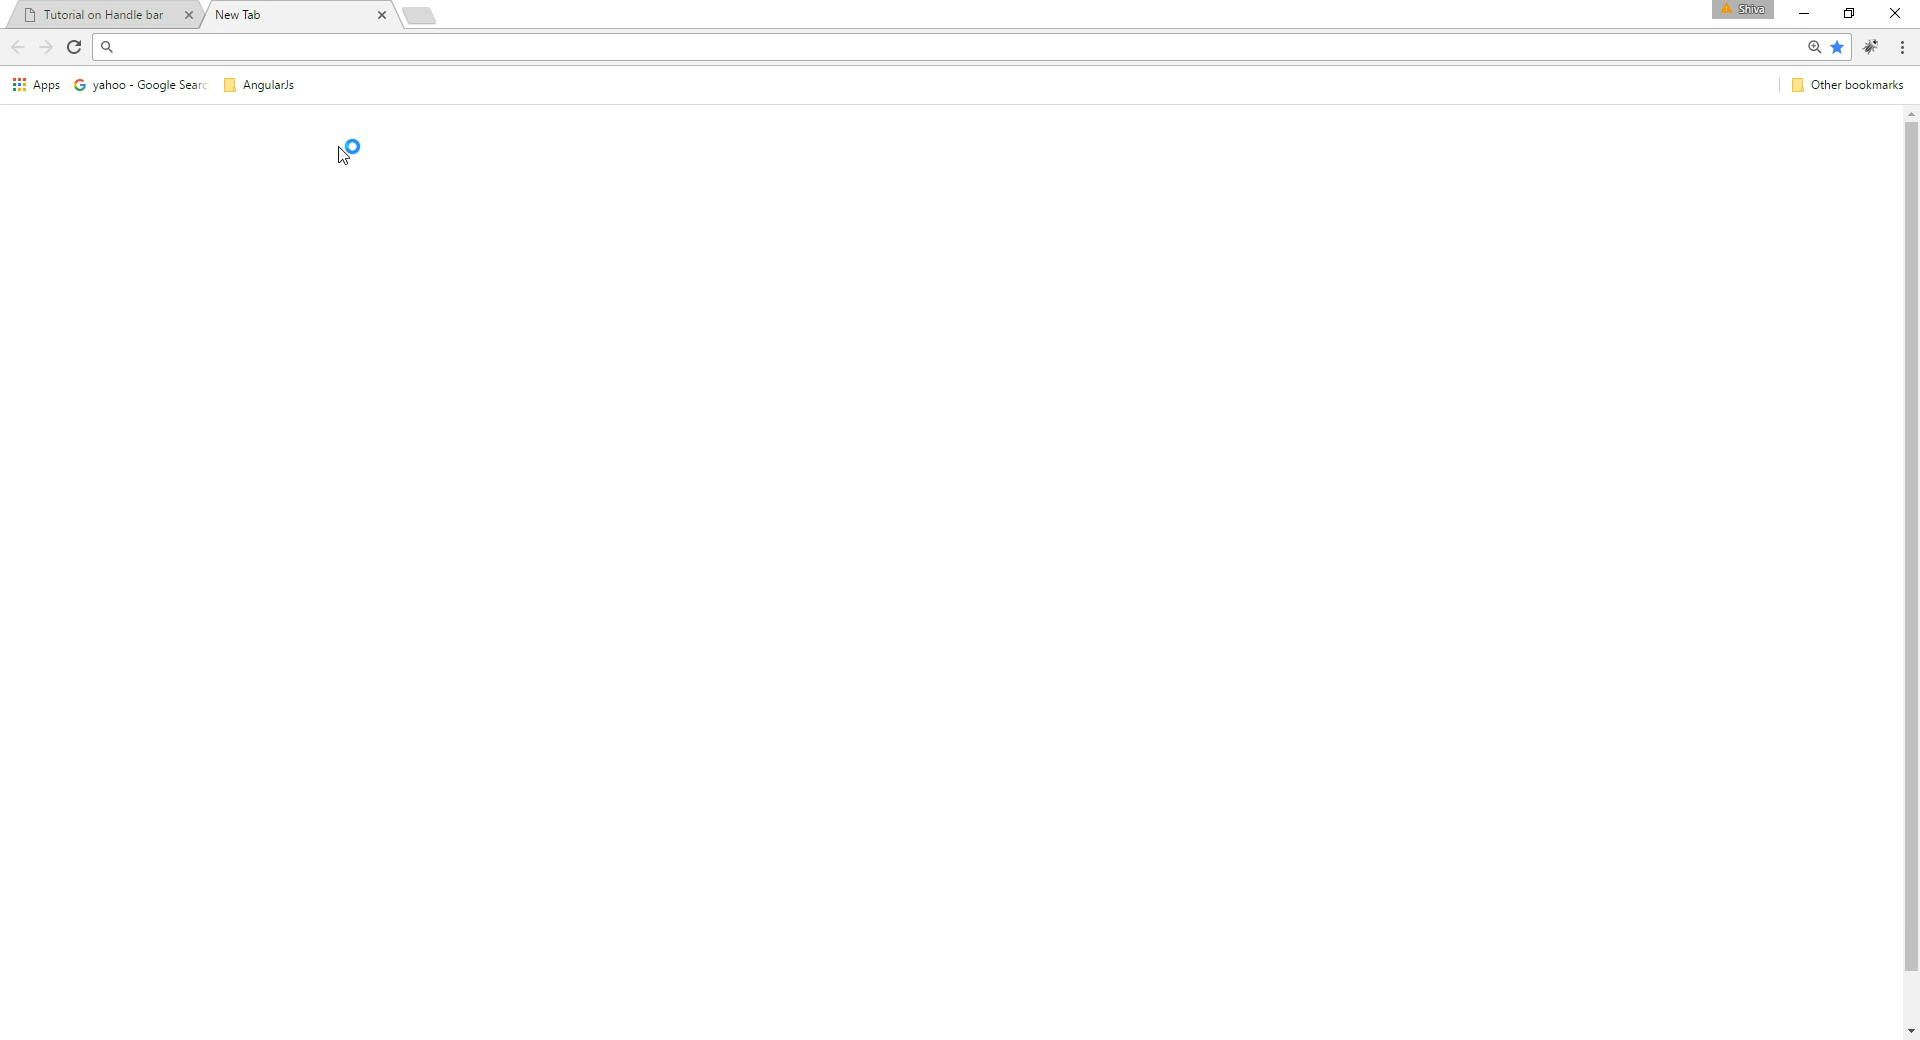 Tutorial on Handle bar
New Tab
Shiva
Apps
yahoo - Google Searc
AngularJs
Other bookmarks